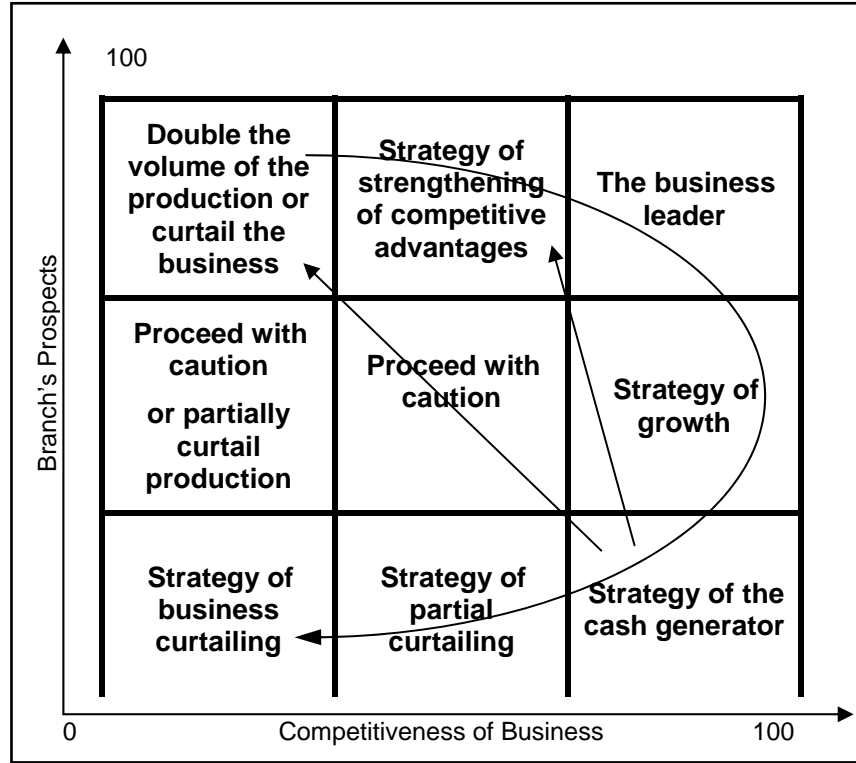 100
Double the
volume of the
production or
curtail the
business
Strategy of
strengthening
of competitive
advantages
The business
leader
Branch's Prospects
Proceed with
caution
or partially
curtail
production
Proceed with
caution
Strategy of
growth
Strategy of
business
curtailing
Strategy of
partial
curtailing
Strategy of the
cash generator
0
Competitiveness of Business
100